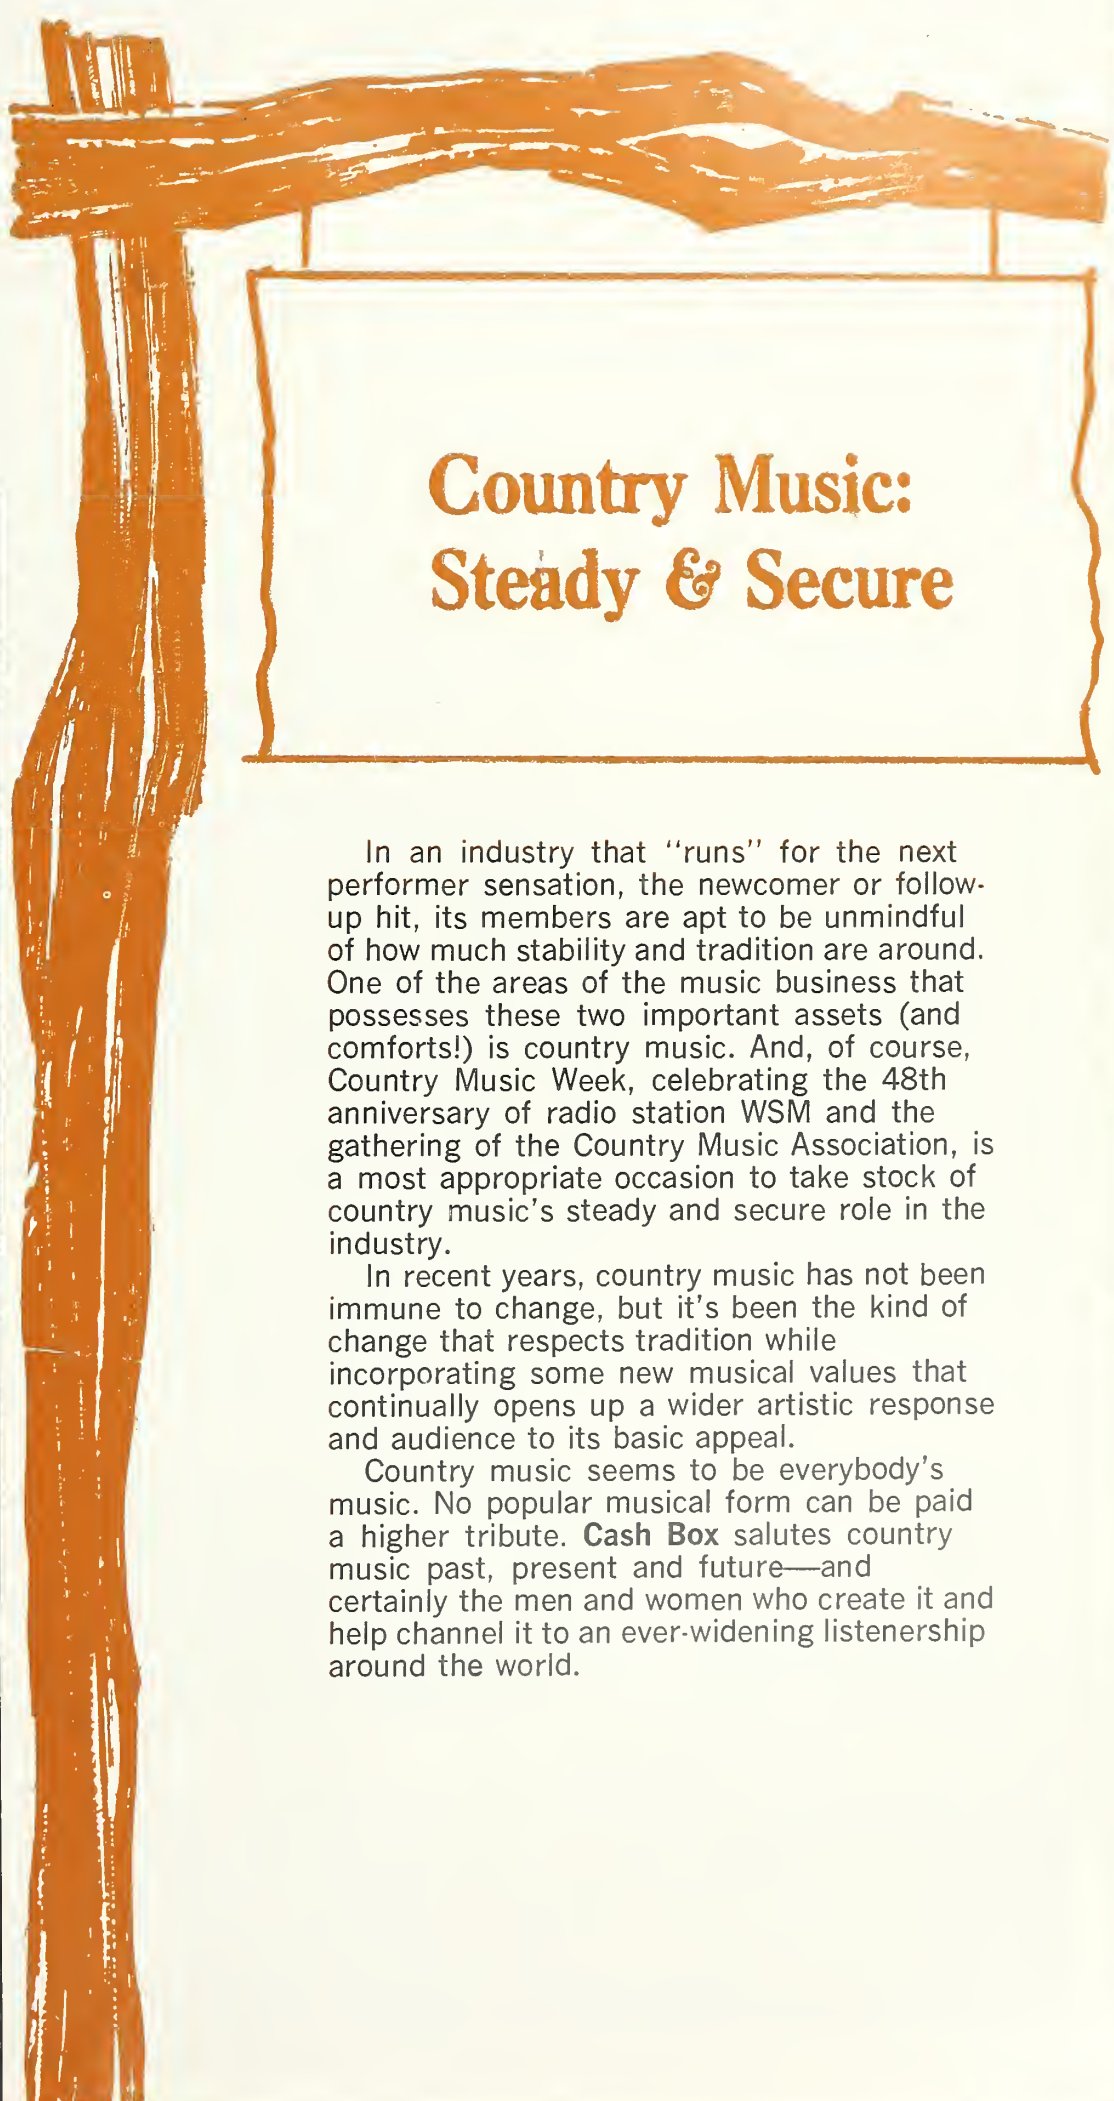 Country Music:
Steady & Secure
In an industry that "runs" for the next
performer sensation, the newcomer or follow-
up hit, its members are apt to be unmindful
of how much stability and tradition are around.
One of the areas of the music business that
possesses these two important assets (and
comforts!) is country music. And, of course,
Country Music Week, celebrating the 48th
anniversary of radio station WSM and the
gathering of the Country Music Association, is
a most appropriate occasion to take stock of
country music's steady and secure role in the
industry.
In recent years, country music has not been
immune to change, but it's been the kind of
change that respects tradition while
incorporating some new musical values that
continually opens up a wider artistic response
and audience to its basic appeal.
Country music seems to be everybody's
music. No popular musical form can be paid
a higher tribute. Cash Box salutes country
music past, present and future—and
certainly the men and women who create it and
help channel it to an ever-widening listenership
around the world.